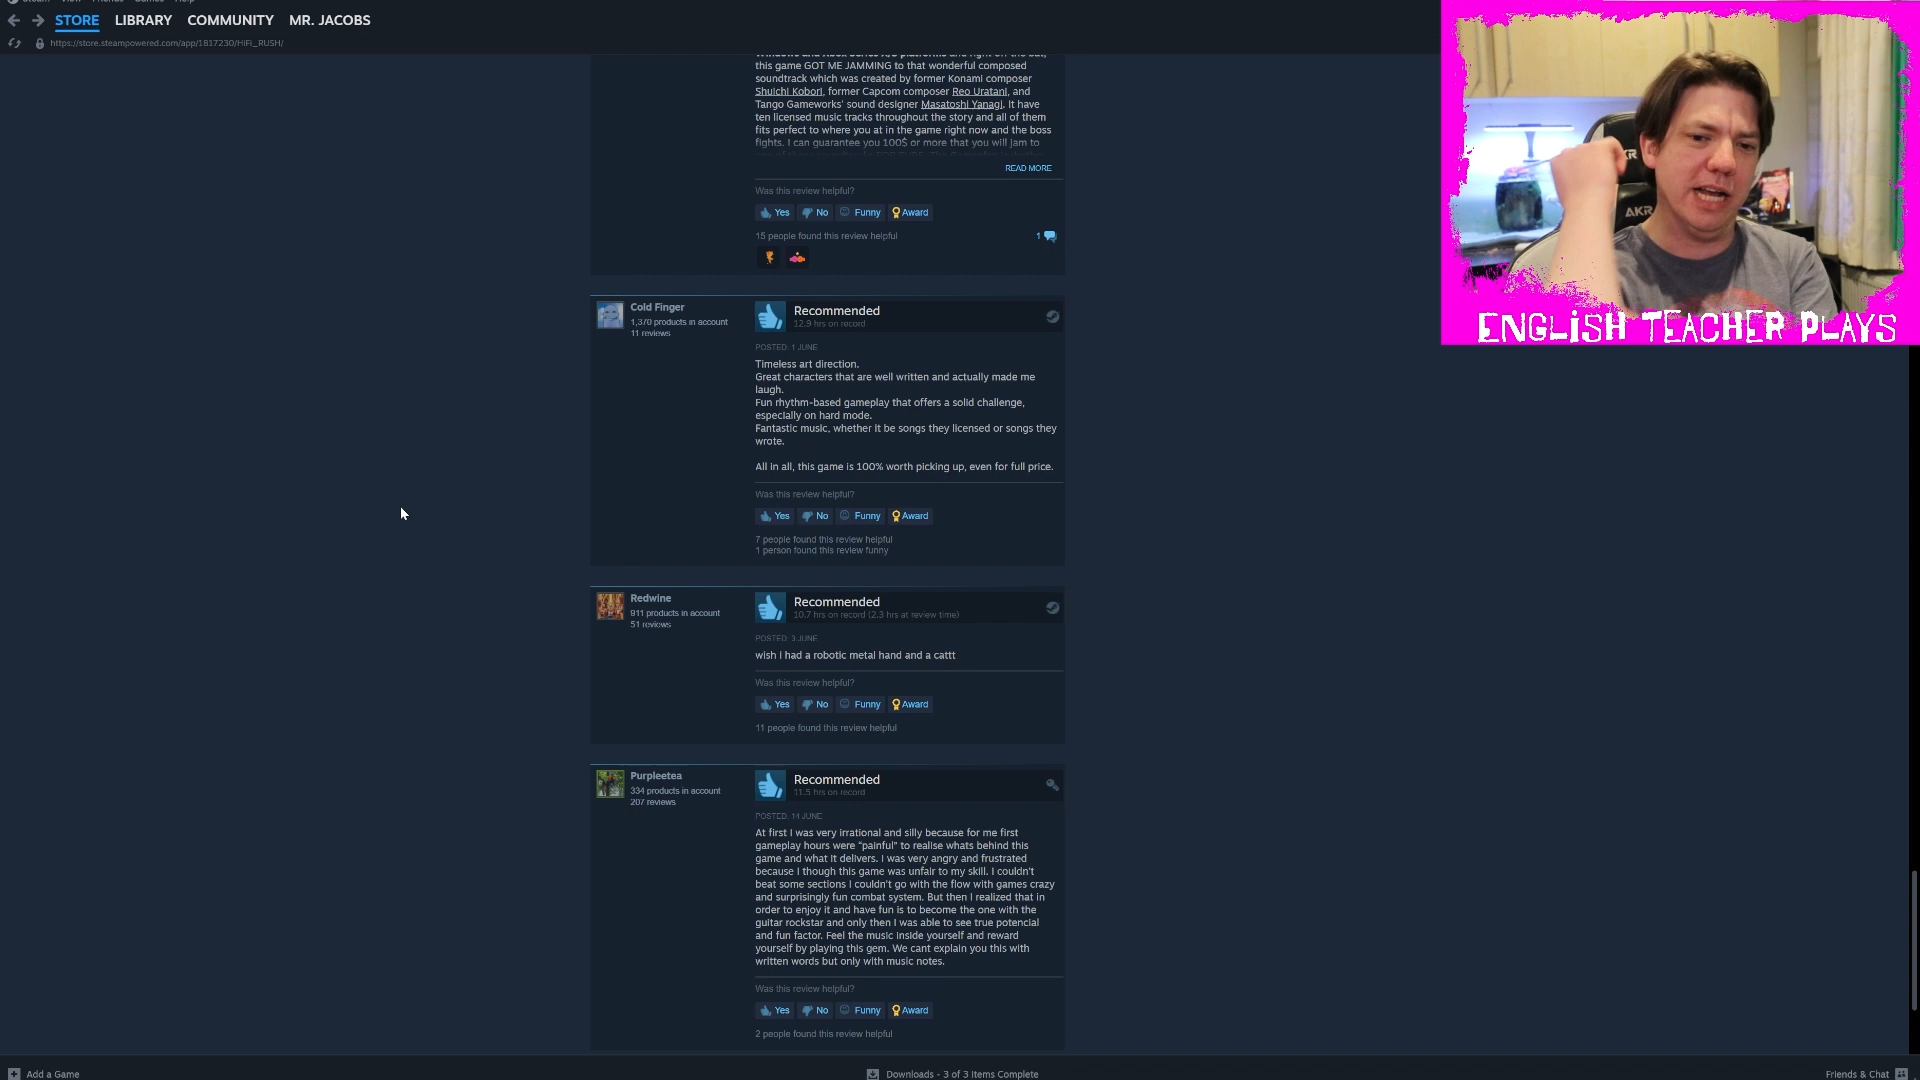 STORE LIBRARY COMMUNITY MR. JACOBS
https://store.steampowered.com/app/1817230/HiFi_RUSH/
this game GOT ME JAMMING to that wonderful composed
soundtrack which was created by former Konami composer
Shuichi Kobori, former Capcom composer Reo Uratani, and
Tango Gameworks' sound designer Masatoshi Yanagi. It have
ten licensed music tracks throughout the story and all of them
fits perfect to where you at in the game right now and the boss
fights. I can guarantee you 100$ or more that you will jam to
READ MORE
Was this review helpful?
Yes No Funny Award
15 people found this review helpful
1
Cold Finger
1,370 products in account
11 reviews
Recommended
12.9 hrs on record
POSTED: 1 JUNE
Timeless art direction.
Great characters that are well written and actually made me
laugh.
Fun rhythm-based gameplay that offers a solid challenge,
especially on hard mode.
Fantastic music, whether it be songs they licensed or songs they
wrote.
All in all, this game is 100% worth picking up, even for full price.
Was this review helpful?
Yes No Funny Award
7 people found this review helpful
1 person found this review funny
Redwine
911 products in account
51 reviews
Recommended
10.7 hrs on record (2.3 hrs at review time)
POSTED: 3 JUNE
wish i had a robotic metal hand and a cattt
Was this review helpful?
Yes No Funny Award
11 people found this review helpful
Purpleetea
334 products in account
207 reviews
Recommended
11.5 hrs on record
POSTED: 14 JUNE
At first I was very irrational and silly because for me first
gameplay hours were "painful" to realise whats behind this
game and what it delivers. I was very angry and frustrated
because I though this game was unfair to my skill. I couldn't
beat some sections I couldn't go with the flow with games crazy
and surprisingly fun combat system. But then I realized that in
order to enjoy it and have fun is to become the one with the
guitar rockstar and only then I was able to see true potencial
and fun factor. Feel the music inside yourself and reward
yourself by playing this gem. We cant explain you this with
written words but only with music notes.
Was this review helpful?
Yes No Funny Award
2 people found this review helpful
Add a Game
Downloads - 3 of 3 Items Complete
Friends & Chat
AKR
ENGLISH TEACHER PLAYS